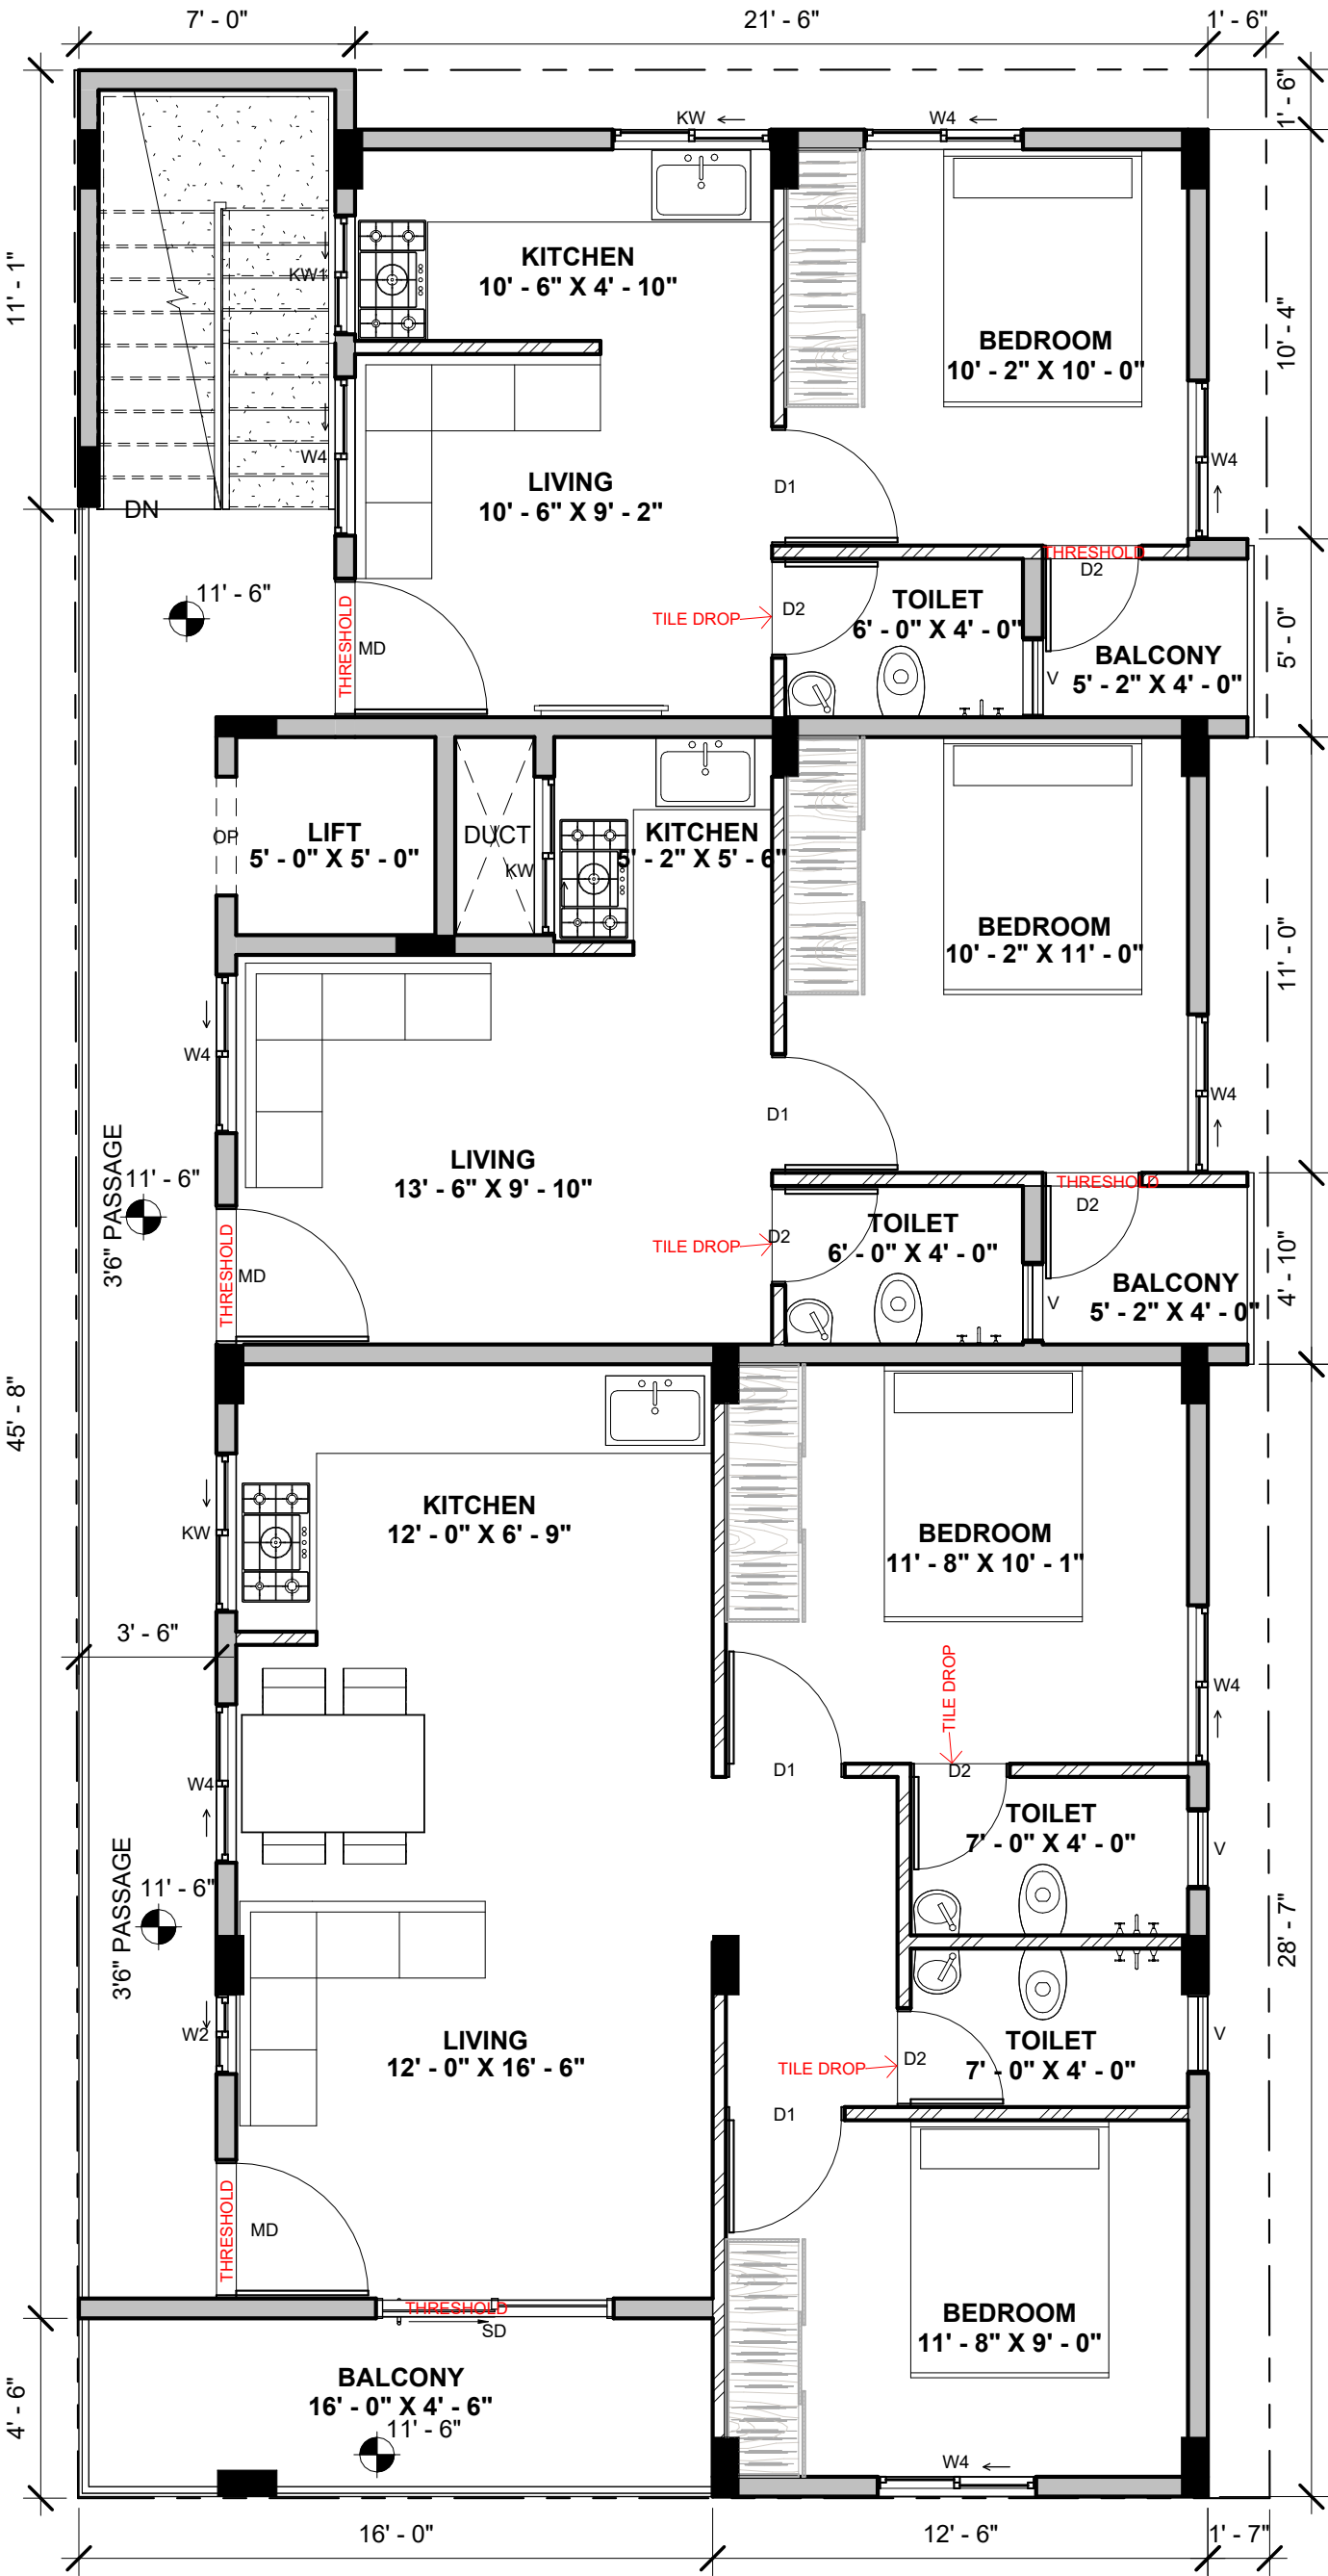 7' - 0"
21' - 6"
1' - 6"
1' - 6"
KW
W4
11' - 1"
KW1
KITCHEN
10' - 6" X 4' - 10"
BEDROOM
10' - 2" X 10' - 0"
10' - 4"
W4
LIVING
10' - 6" X 9' - 2"
D1
W4
DN
THRESHOLD
D2
11' - 6"
THRESHOLD
MD
TILE DROP
D2
TOILET
6' - 0" X 4' - 0"
V
BALCONY
5' - 2" X 4' - 0"
5' - 0"
OP
LIFT
5' - 0" X 5' - 0"
DUCT
KW
KITCHEN
5' - 2" X 5' - 6"
BEDROOM
10' - 2" X 11' - 0"
11' - 0"
W4
W4
D1
3'6" PASSAGE
11' - 6"
LIVING
13' - 6" X 9' - 10"
THRESHOLD
D2
THRESHOLD
MD
TILE DROP
D2
TOILET
6' - 0" X 4' - 0"
V
BALCONY
5' - 2" X 4' - 0"
4' - 10"
45' - 8"
KW
KITCHEN
12' - 0" X 6' - 9"
BEDROOM
11' - 8" X 10' - 1"
3' - 6"
TILE DROP
W4
W4
D1
D2
TOILET
7' - 0" X 4' - 0"
V
3'6" PASSAGE
11' - 6"
28' - 7"
W2
LIVING
12' - 0" X 16' - 6"
TILE DROP
D2
TOILET
7' - 0" X 4' - 0"
V
D1
THRESHOLD
MD
THRESHOLD
SD
BEDROOM
11' - 8" X 9' - 0"
BALCONY
16' - 0" X 4' - 6"
11' - 6"
4' - 6"
W4
16' - 0"
12' - 6"
1' - 7"